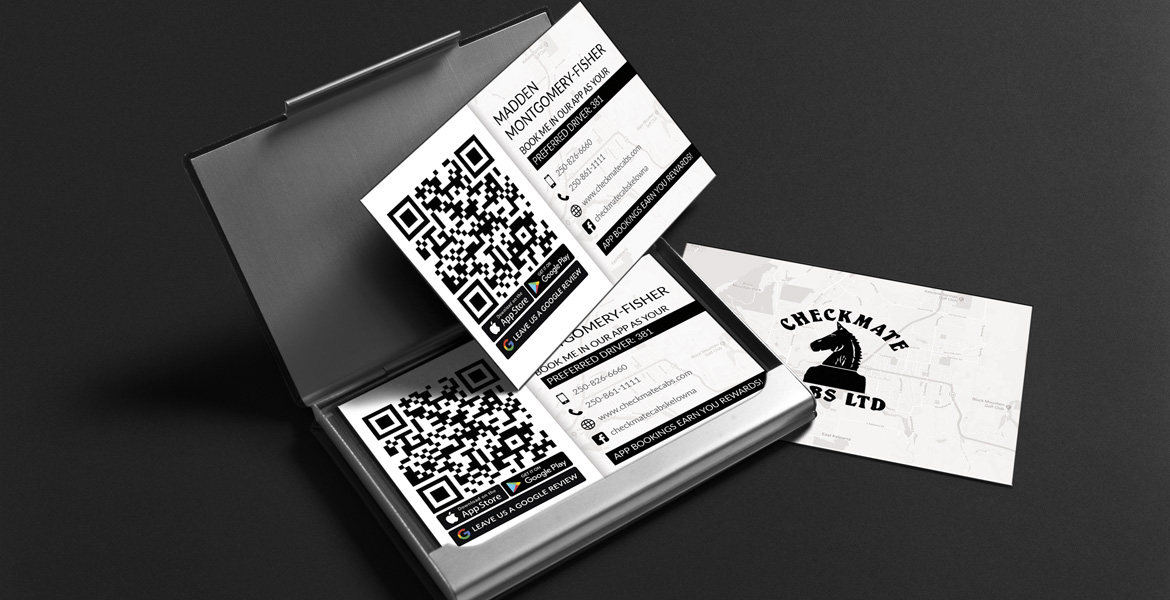 MADDEN
MONTGOMERY-FISHER
BOOK ME IN OUR APP AS YOUR
PREFERRED DRIVER: 381
250-826-6660
250-861-1111
www.checkmatecabs.com
checkmatecabskelowna
APP BOOKINGS EARN YOU REWARDS!
Download on the
App Store
GET IT ON
Google Play
LEAVE US A GOOGLE REVIEW
GOMERY-FISHER
BOOK ME IN OUR APP AS YOUR
PREFERRED DRIVER: 381
250-826-6660
250-861-1111
www.checkmatecabs.com
checkmatecabskelowna
APP BOOKINGS EARN YOU REWARDS!
Download on the
App Store
GET IT ON
Google Play
LEAVE US A GOOGLE REVIEW
CHECKMATE
BS LTD
East Kelowna